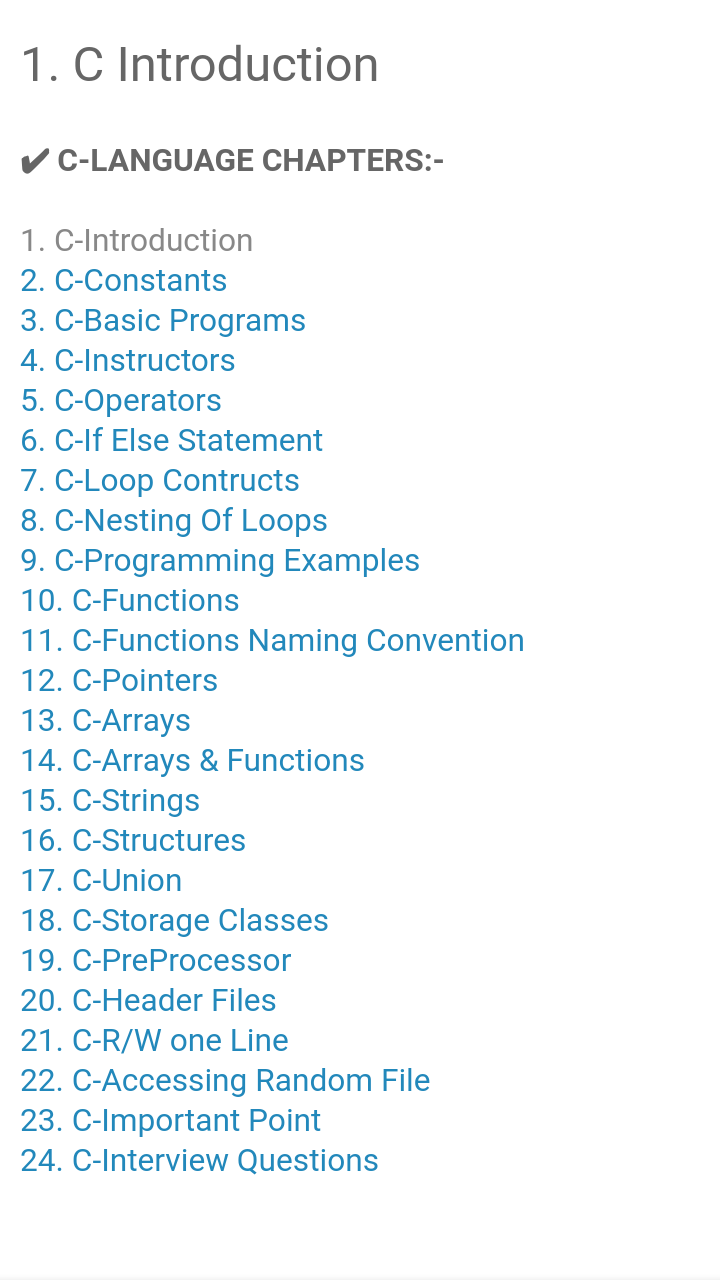 1. C Introduction
✔ C-LANGUAGE CHAPTERS:-
1. C-Introduction
2. C-Constants
3. C-Basic Programs
4. C-Instructors
5. C-Operators
6. C-If Else Statement
7. C-Loop Contructs
8. C-Nesting Of Loops
9. C-Programming Examples
10. C-Functions
11. C-Functions Naming Convention
12. C-Pointers
13. C-Arrays
14. C-Arrays & Functions
15. C-Strings
16. C-Structures
17. C-Union
18. C-Storage Classes
19. C-PreProcessor
20. C-Header Files
21. C-R/W one Line
22. C-Accessing Random File
23. C-Important Point
24. C-Interview Questions